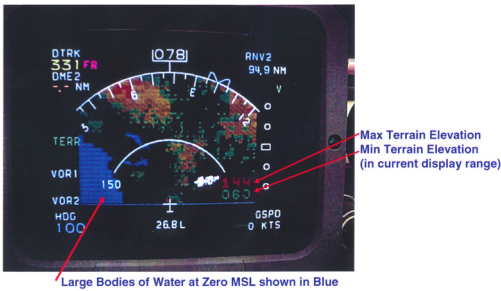 DTRK
331 FR
DME2
-.- NM
1078
RNV2
94.9 NM
V
TERR
VOR1
VOR2
HDG
100
150
144
060
26.8L
GSPD
0 KTS
Max Terrain Elevation
Min Terrain Elevation
(in current display range)
Large Bodies of Water at Zero MSL shown in Blue